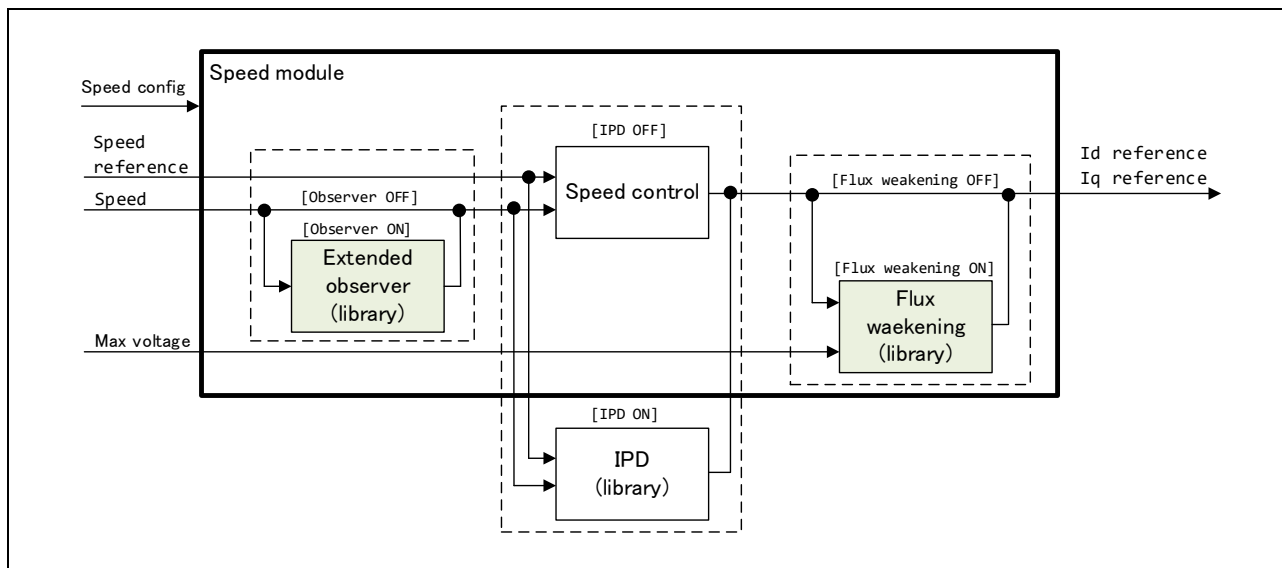 Speed module
Speed config
Speed
reference
Speed
Max voltage
[Observer OFF]
[Observer ON]
Extended
observer
(library)
[IPD OFF]
Speed control
[IPD ON]
IPD
(library)
[Flux weakening OFF]
[Flux weakening ON]
Flux
waekening
(library)
Id reference
Iq reference